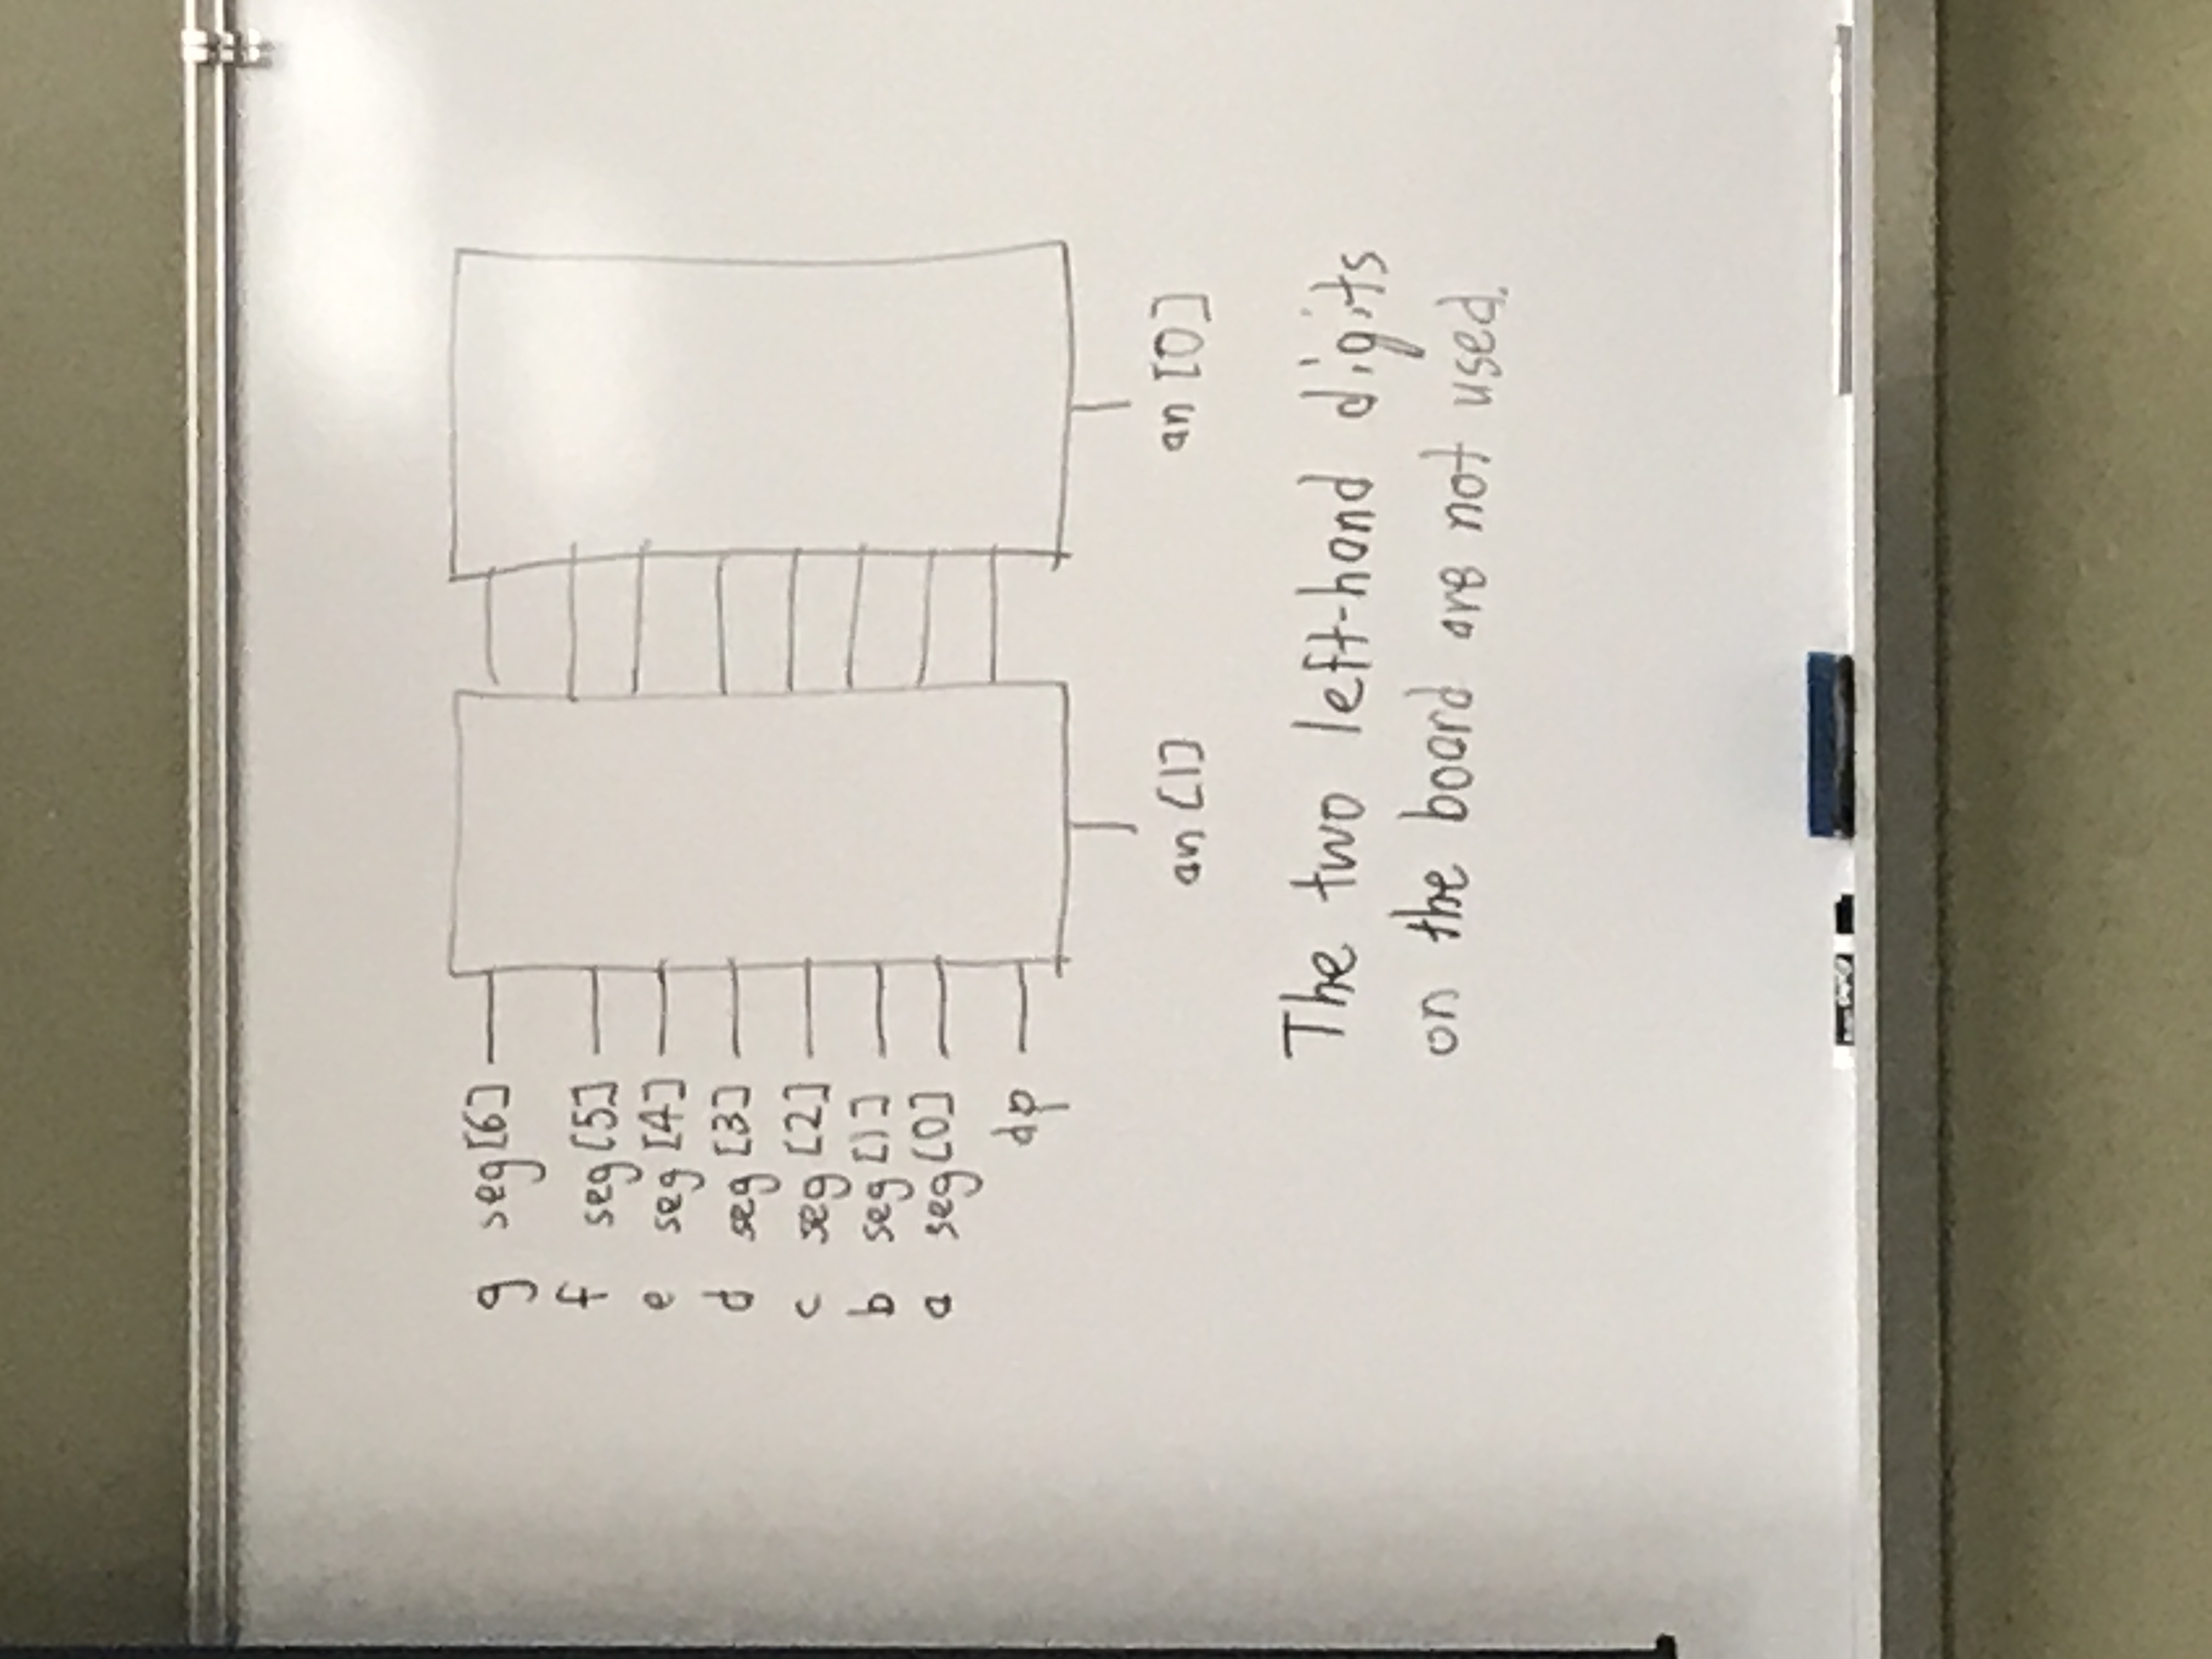 g seg[6]
f seg[5]
e seg[4]
d seg[3]
c seg[2]
b seg[1]
a seg[0]
dp
an[1] an[0]
The two left-hand digits
on the board are not used.